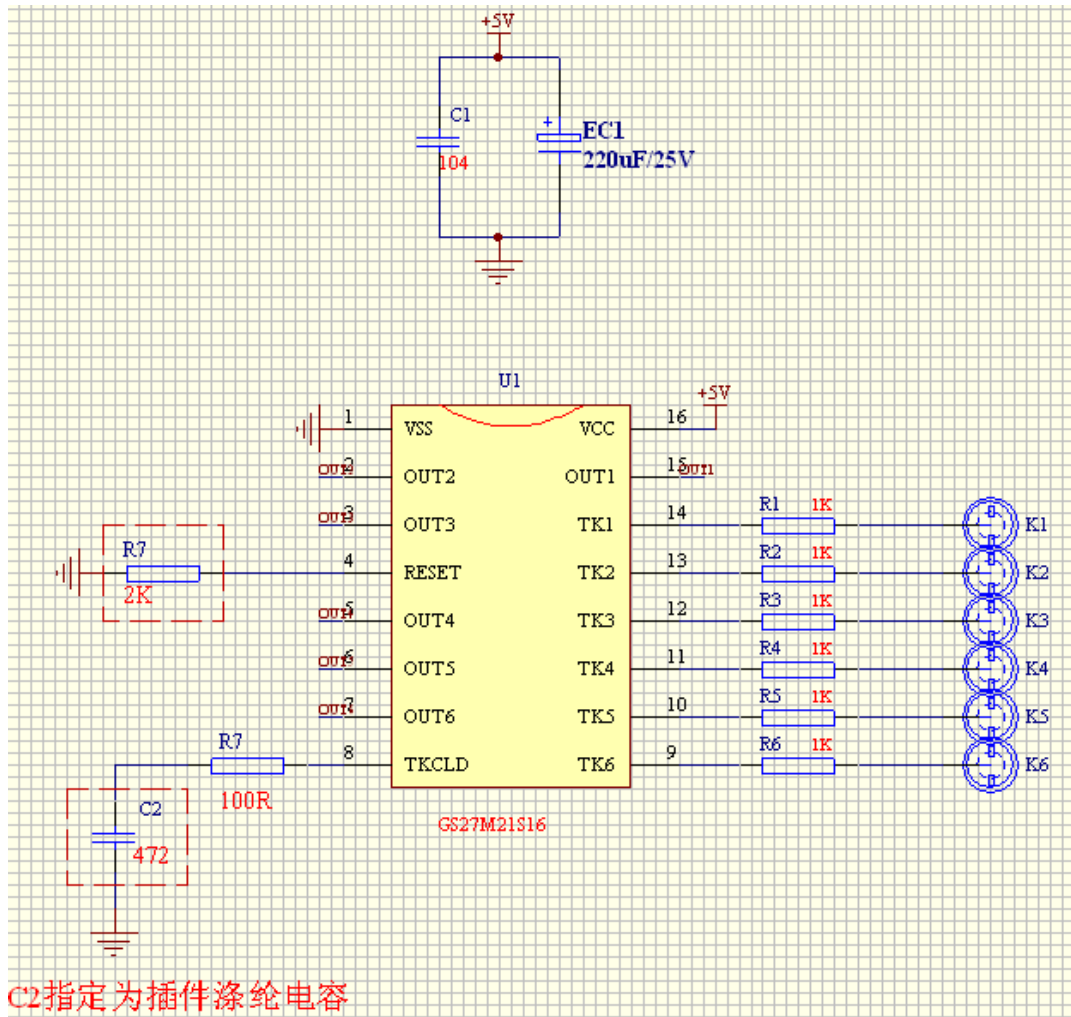 +5V
C1
104
+
EC1
220uF/25V
U1
+5V
1 VSS VCC 16
2 OUT2 OUT1 15 OUT1
3 OUT3 TK1 14 R1 1K K1
R7
2K
4 RESET TK2 13 R2 1K K2
5 OUT4 TK3 12 R3 1K K3
6 OUT5 TK4 11 R4 1K K4
7 OUT6 TK5 10 R5 1K K5
R7
100R
8 TKCLD TK6 9 R6 1K K6
C2
472
GS27M21S16
C2指定为插件涤纶电容